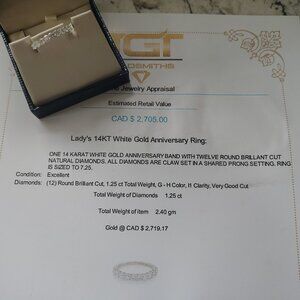 TGT
GOLDSMITHS
Jewelry Appraisal
Estimated Retail Value
CAD $ 2,705.00
Lady's 14KT White Gold Anniversary Ring:
ONE 14 KARAT WHITE GOLD ANNIVERSARY BAND WITH TWELVE ROUND BRILLIANT CUT
NATURAL DIAMONDS. ALL DIAMONDS ARE CLAW SET IN A SHARED PRONG SETTING. RING
IS SIZED TO 7.25.
Condition: Excellent
Diamonds: (12) Round Brilliant Cut, 1.25 ct Total Weight, G - H Color, I1 Clarity, Very Good Cut
Total Weight of Diamonds 1.25 ct
Total Weight of item 2.40 gm
Gold @ CAD $ 2,719.17